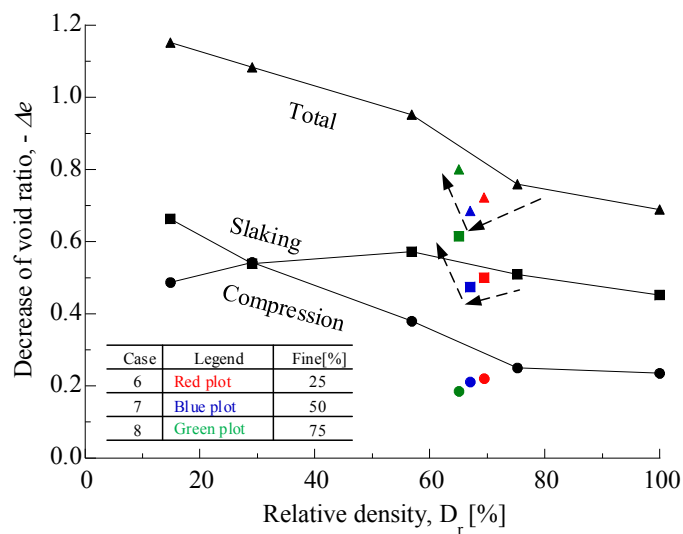 1.2
1.0
0.8
0.6
0.4
0.2
0.0
Decrease of void ratio, - Δe
Total
Slaking
Compression
Case Legend Fine[%]
6 Red plot 25
7 Blue plot 50
8 Green plot 75
0 20 40 60 80 100
Relative density, Dr [%]